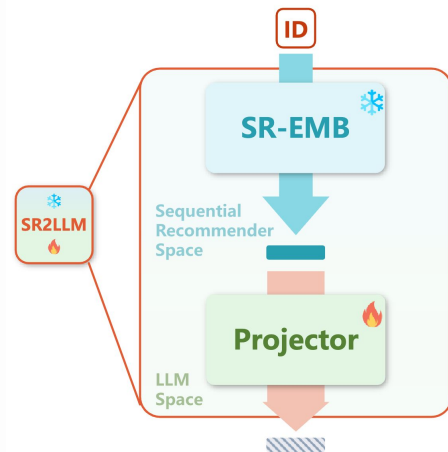 ID
SR-EMB
SR2LLM
Sequential
Recommender
Space
Projector
LLM
Space